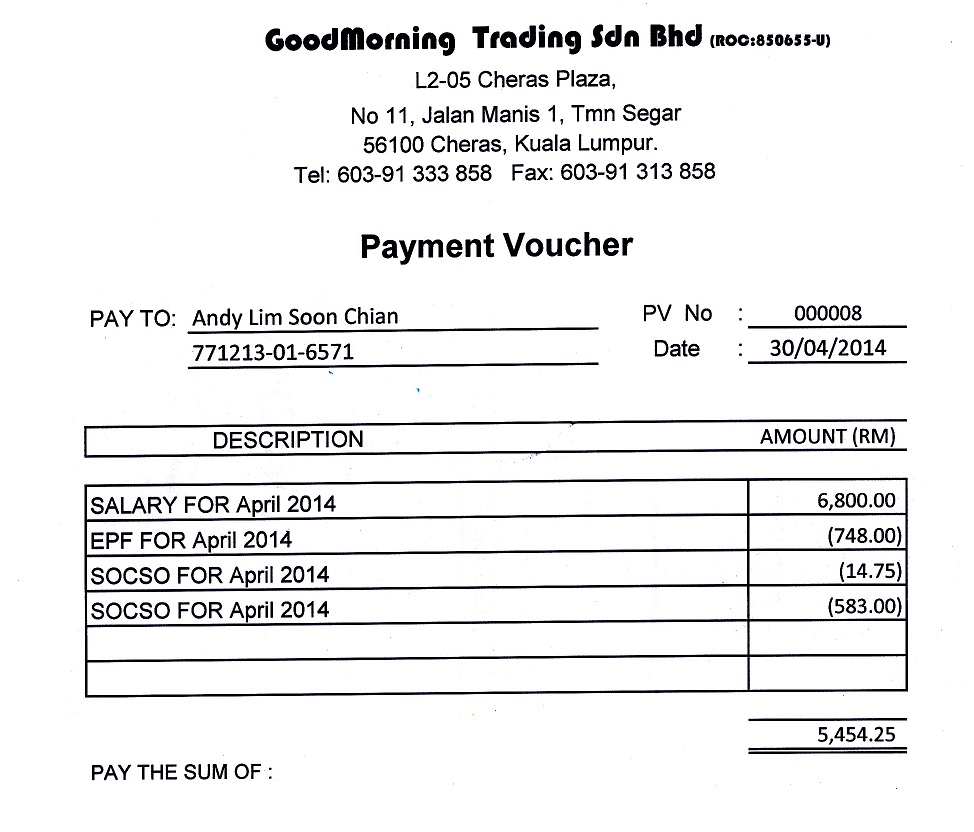 GoodMorning Trading Sdn Bhd (ROC:850655-U)
L2-05 Cheras Plaza,
No 11, Jalan Manis 1, Tmn Segar
56100 Cheras, Kuala Lumpur.
Tel: 603-91 333 858 Fax: 603-91 313 858
Payment Voucher
PAY TO: Andy Lim Soon Chian PV No : 000008
771213-01-6571 Date : 30/04/2014
DESCRIPTION AMOUNT (RM)
SALARY FOR April 2014 6,800.00
EPF FOR April 2014 (748.00)
SOCSO FOR April 2014 (14.75)
SOCSO FOR April 2014 (583.00)
5,454.25
PAY THE SUM OF :